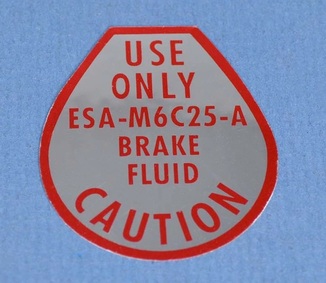 USE
ONLY
ESA-M6C25-A
BRAKE
FLUID
CAUTION